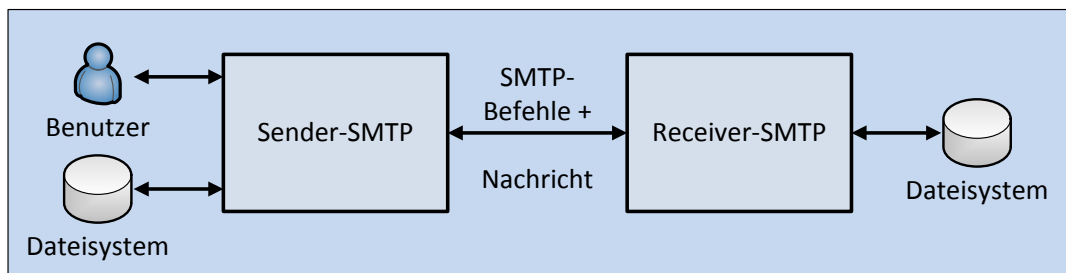 Benutzer
Dateisystem
Sender-SMTP
SMTP-
Befehle +
Nachricht
Receiver-SMTP
Dateisystem